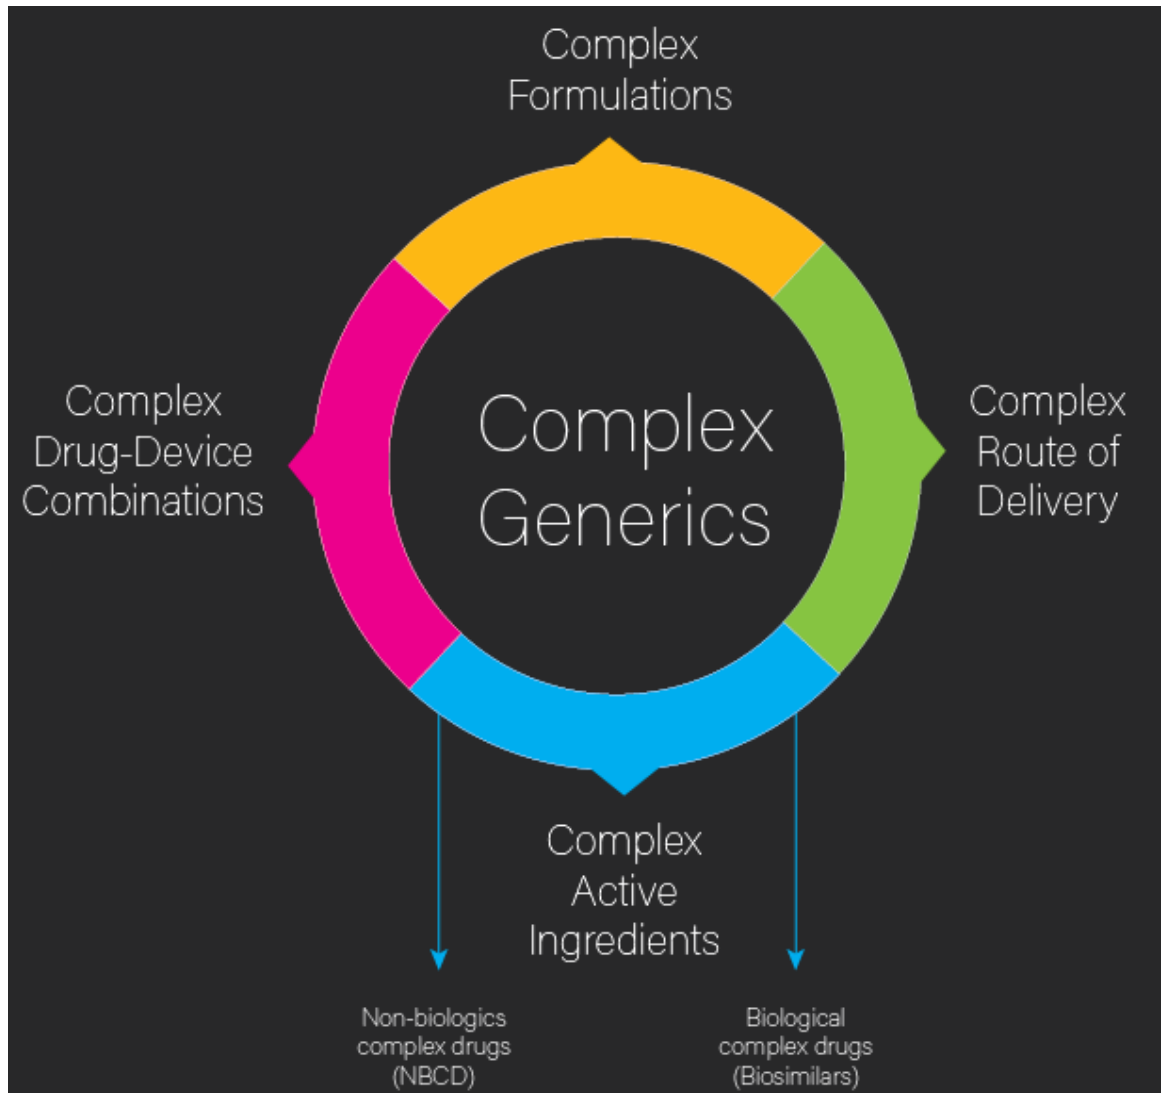 Complex
Formulations
Complex
Drug-Device
Combinations
Complex
Generics
Complex
Route of
Delivery
Complex
Active
Ingredients
Non-biologics
complex drugs
(NBCD)
Biological
complex drugs
(Biosimilars)